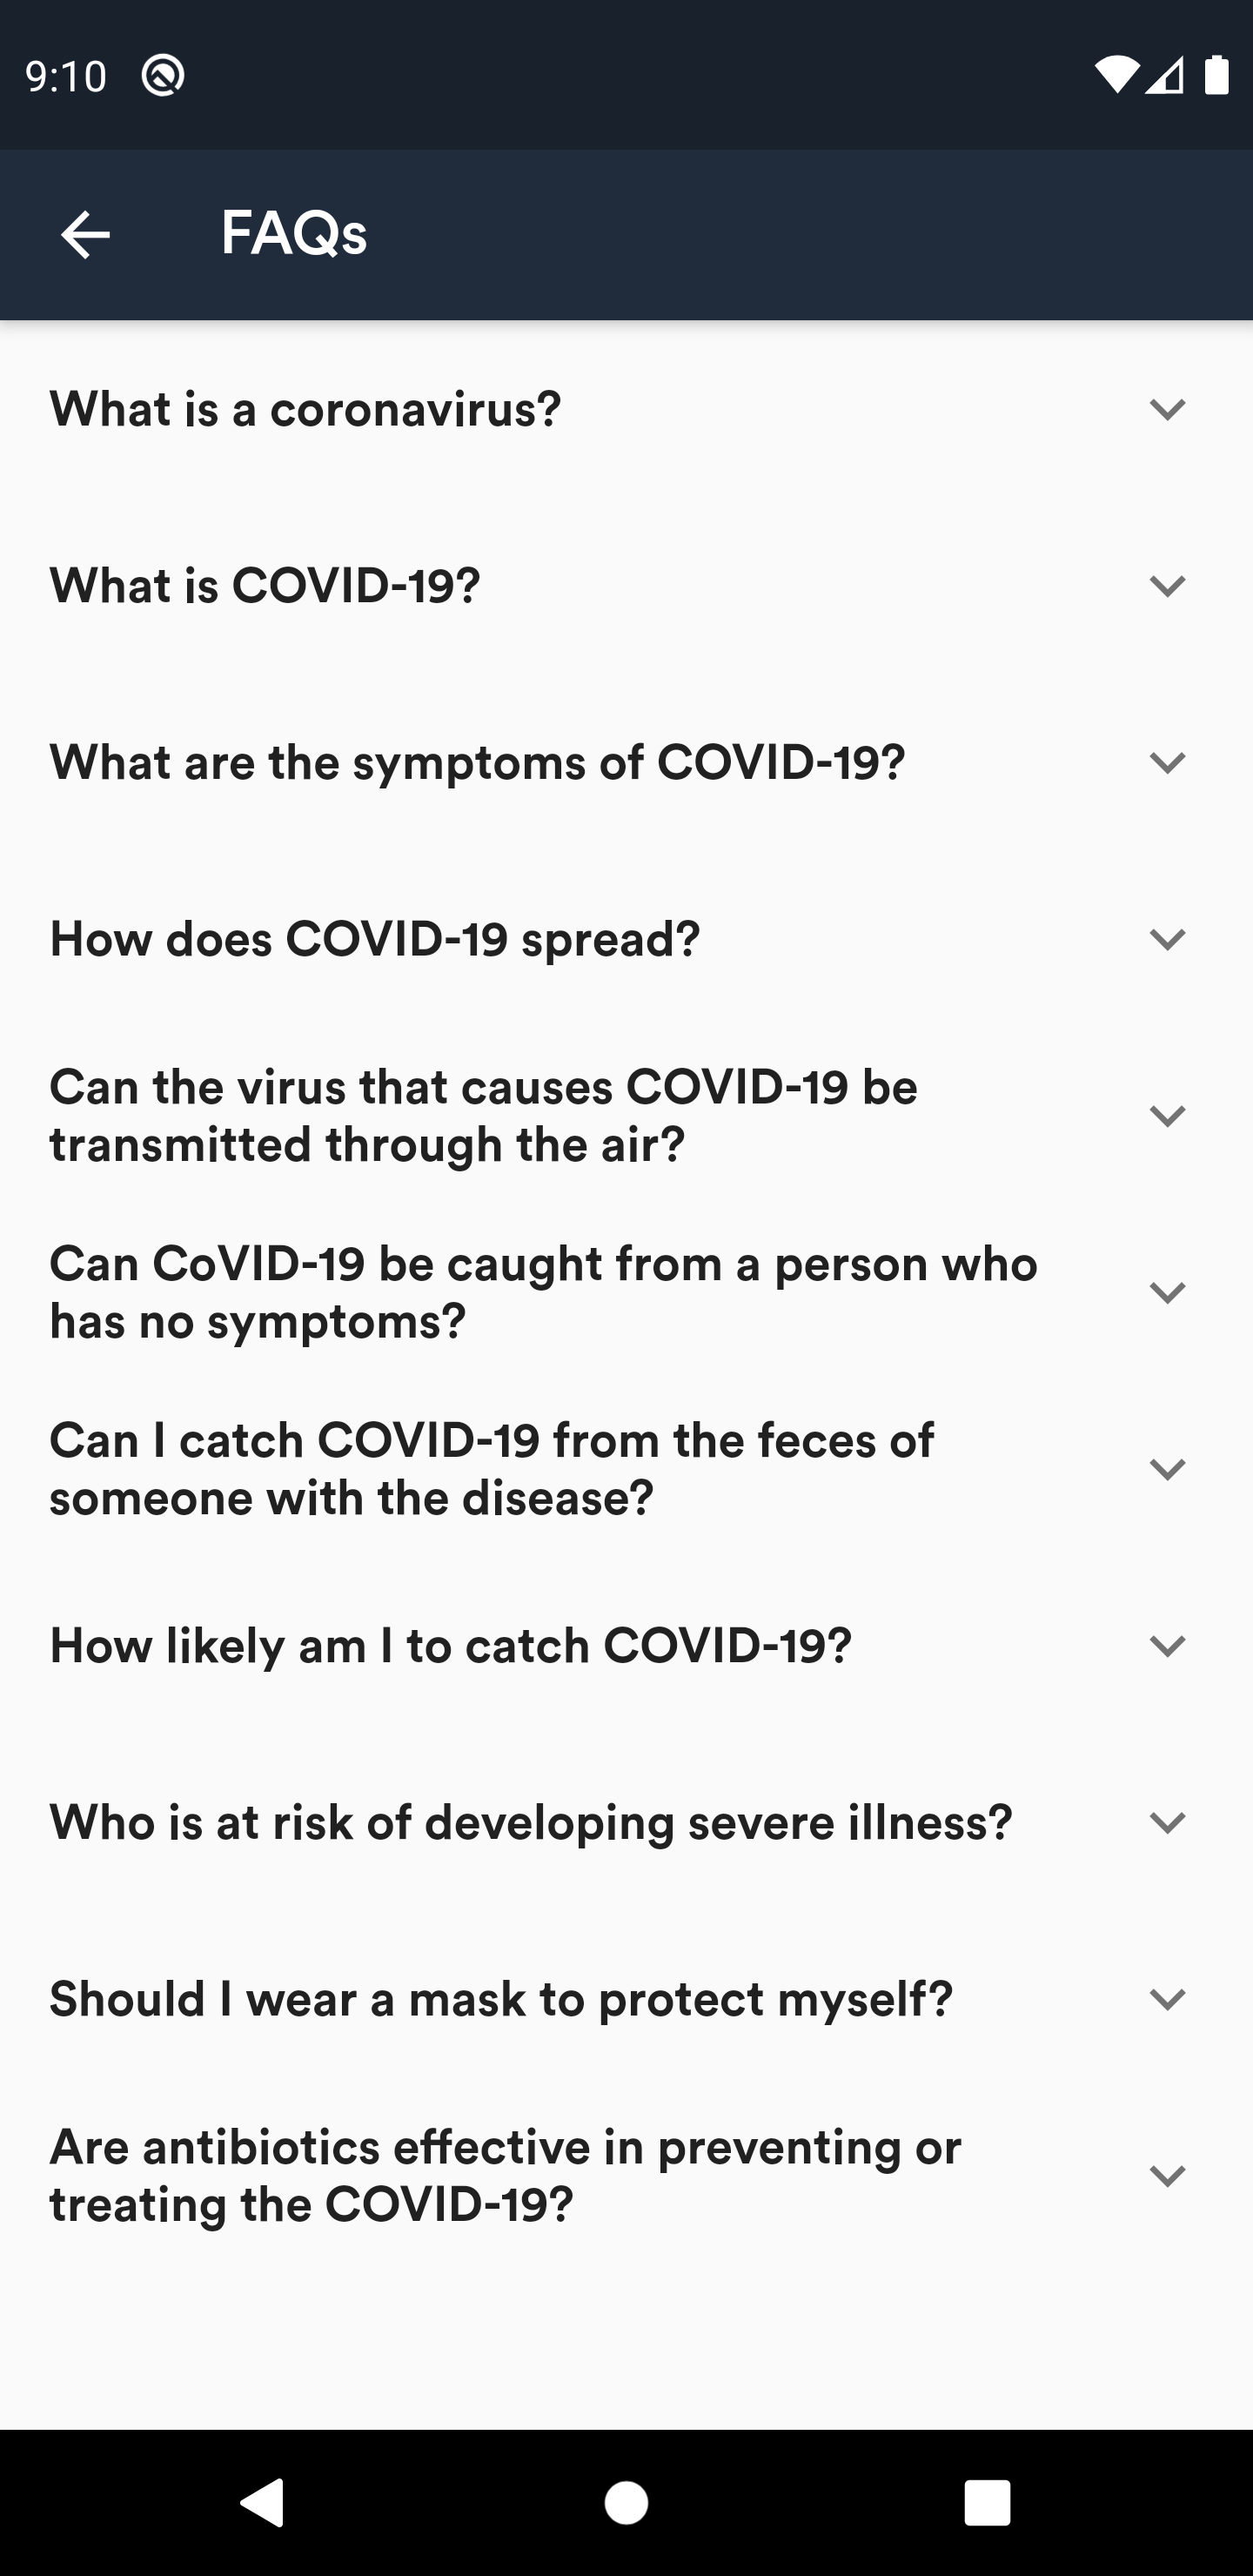 9:10
FAQs
What is a coronavirus?
What is COVID-19?
What are the symptoms of COVID-19?
How does COVID-19 spread?
Can the virus that causes COVID-19 be
transmitted through the air?
Can CoVID-19 be caught from a person who
has no symptoms?
Can I catch COVID-19 from the feces of
someone with the disease?
How likely am I to catch COVID-19?
Who is at risk of developing severe illness?
Should I wear a mask to protect myself?
Are antibiotics effective in preventing or
treating the COVID-19?